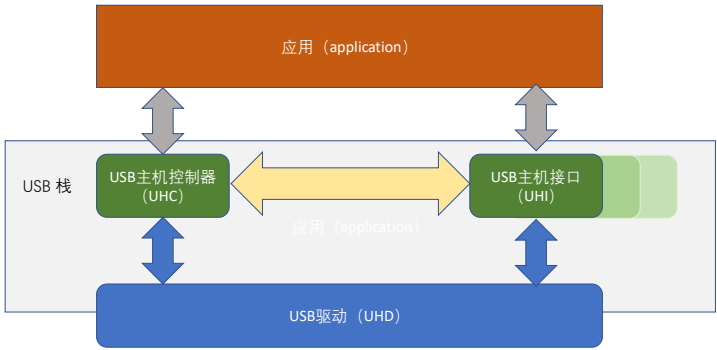 应用（application）
USB 栈
USB主机控制器
（UHC）
USB主机接口
（UHI）
应用（application）
USB驱动（UHD）